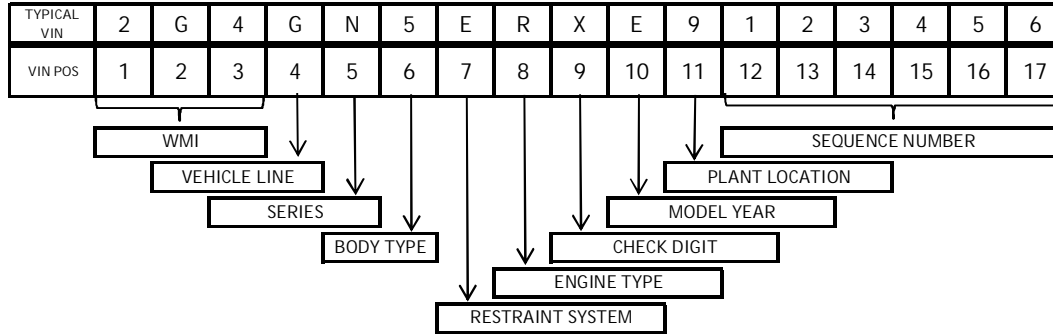 TYPICAL VIN 2 G 4 G N 5 E R X E 9 1 2 3 4 5 6
VIN POS 1 2 3 4 5 6 7 8 9 10 11 12 13 14 15 16 17
WMI SEQUENCE NUMBER
VEHICLE LINE PLANT LOCATION
SERIES MODEL YEAR
BODY TYPE CHECK DIGIT
ENGINE TYPE
RESTRAINT SYSTEM